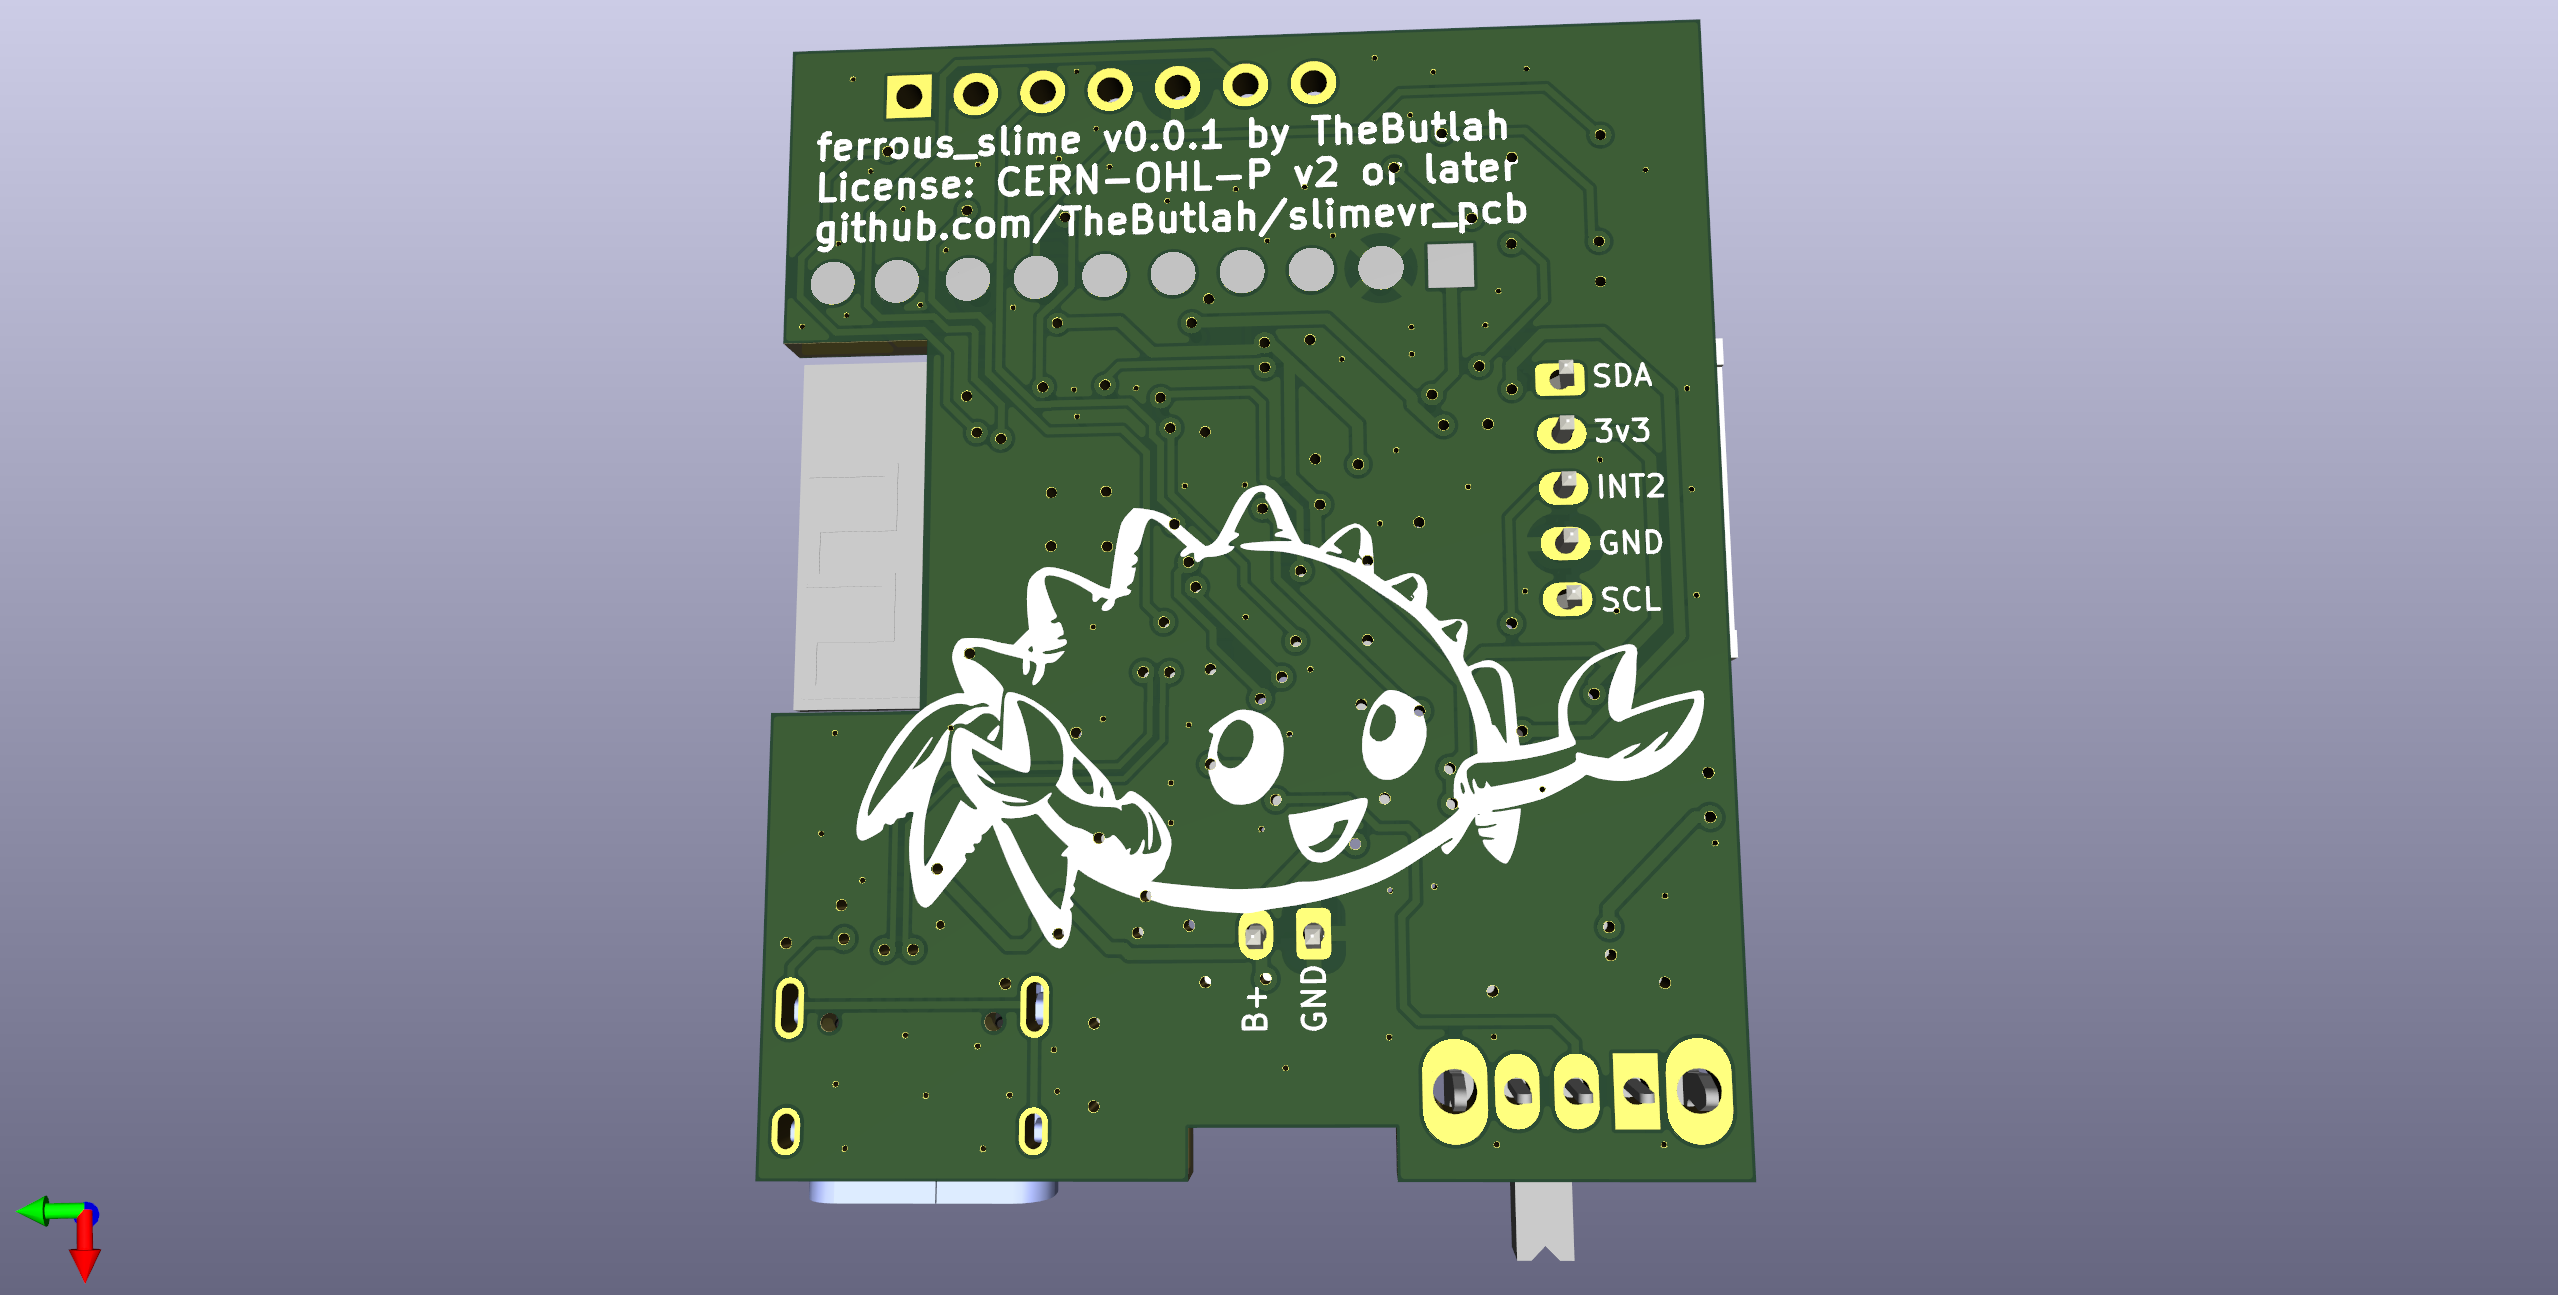 ferrous_slime v0.0.1 by TheButlah
License: CERN-OHL-P v2 or later
github.com/TheButlah/slimevr_pcb
SDA
3v3
INT2
GND
SCL
B+
GND